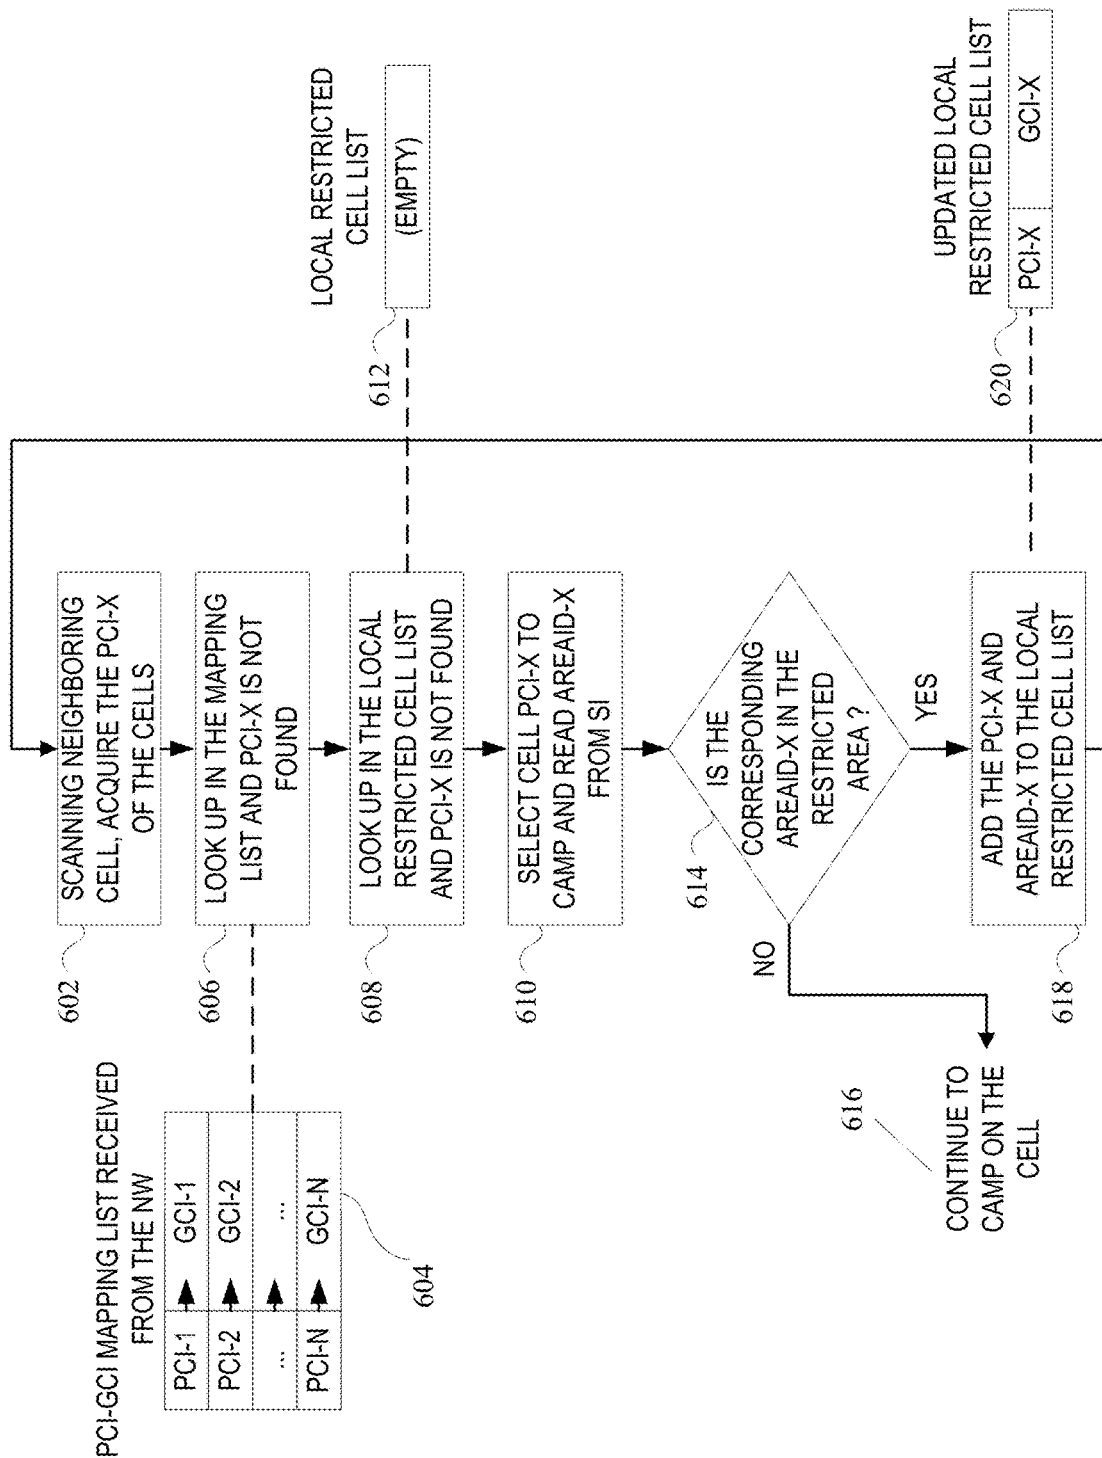 PCI-GCI MAPPING LIST RECEIVED
FROM THE NW
PCI-1 GCI-1
PCI-2 GCI-2
... ...
PCI-N GCI-N
604
602
SCANNING NEIGHBORING
CELL, ACQUIRE THE PCI-X
OF THE CELLS
606
LOOK UP IN THE MAPPING
LIST AND PCI-X IS NOT
FOUND
608
LOOK UP IN THE LOCAL
RESTRICTED CELL LIST
AND PCI-X IS NOT FOUND
LOCAL RESTRICTED
CELL LIST
(EMPTY)
612
610
SELECT CELL PCI-X TO
CAMP AND READ AREAID-X
FROM SI
614
IS THE
CORRESPONDING
AREAID-X IN THE
RESTRICTED
AREA ?
NO
YES
616
CONTINUE TO
CAMP ON THE
CELL
618
ADD THE PCI-X AND
AREAID-X TO THE LOCAL
RESTRICTED CELL LIST
UPDATED LOCAL
RESTRICTED CELL LIST
PCI-X GCI-X
620